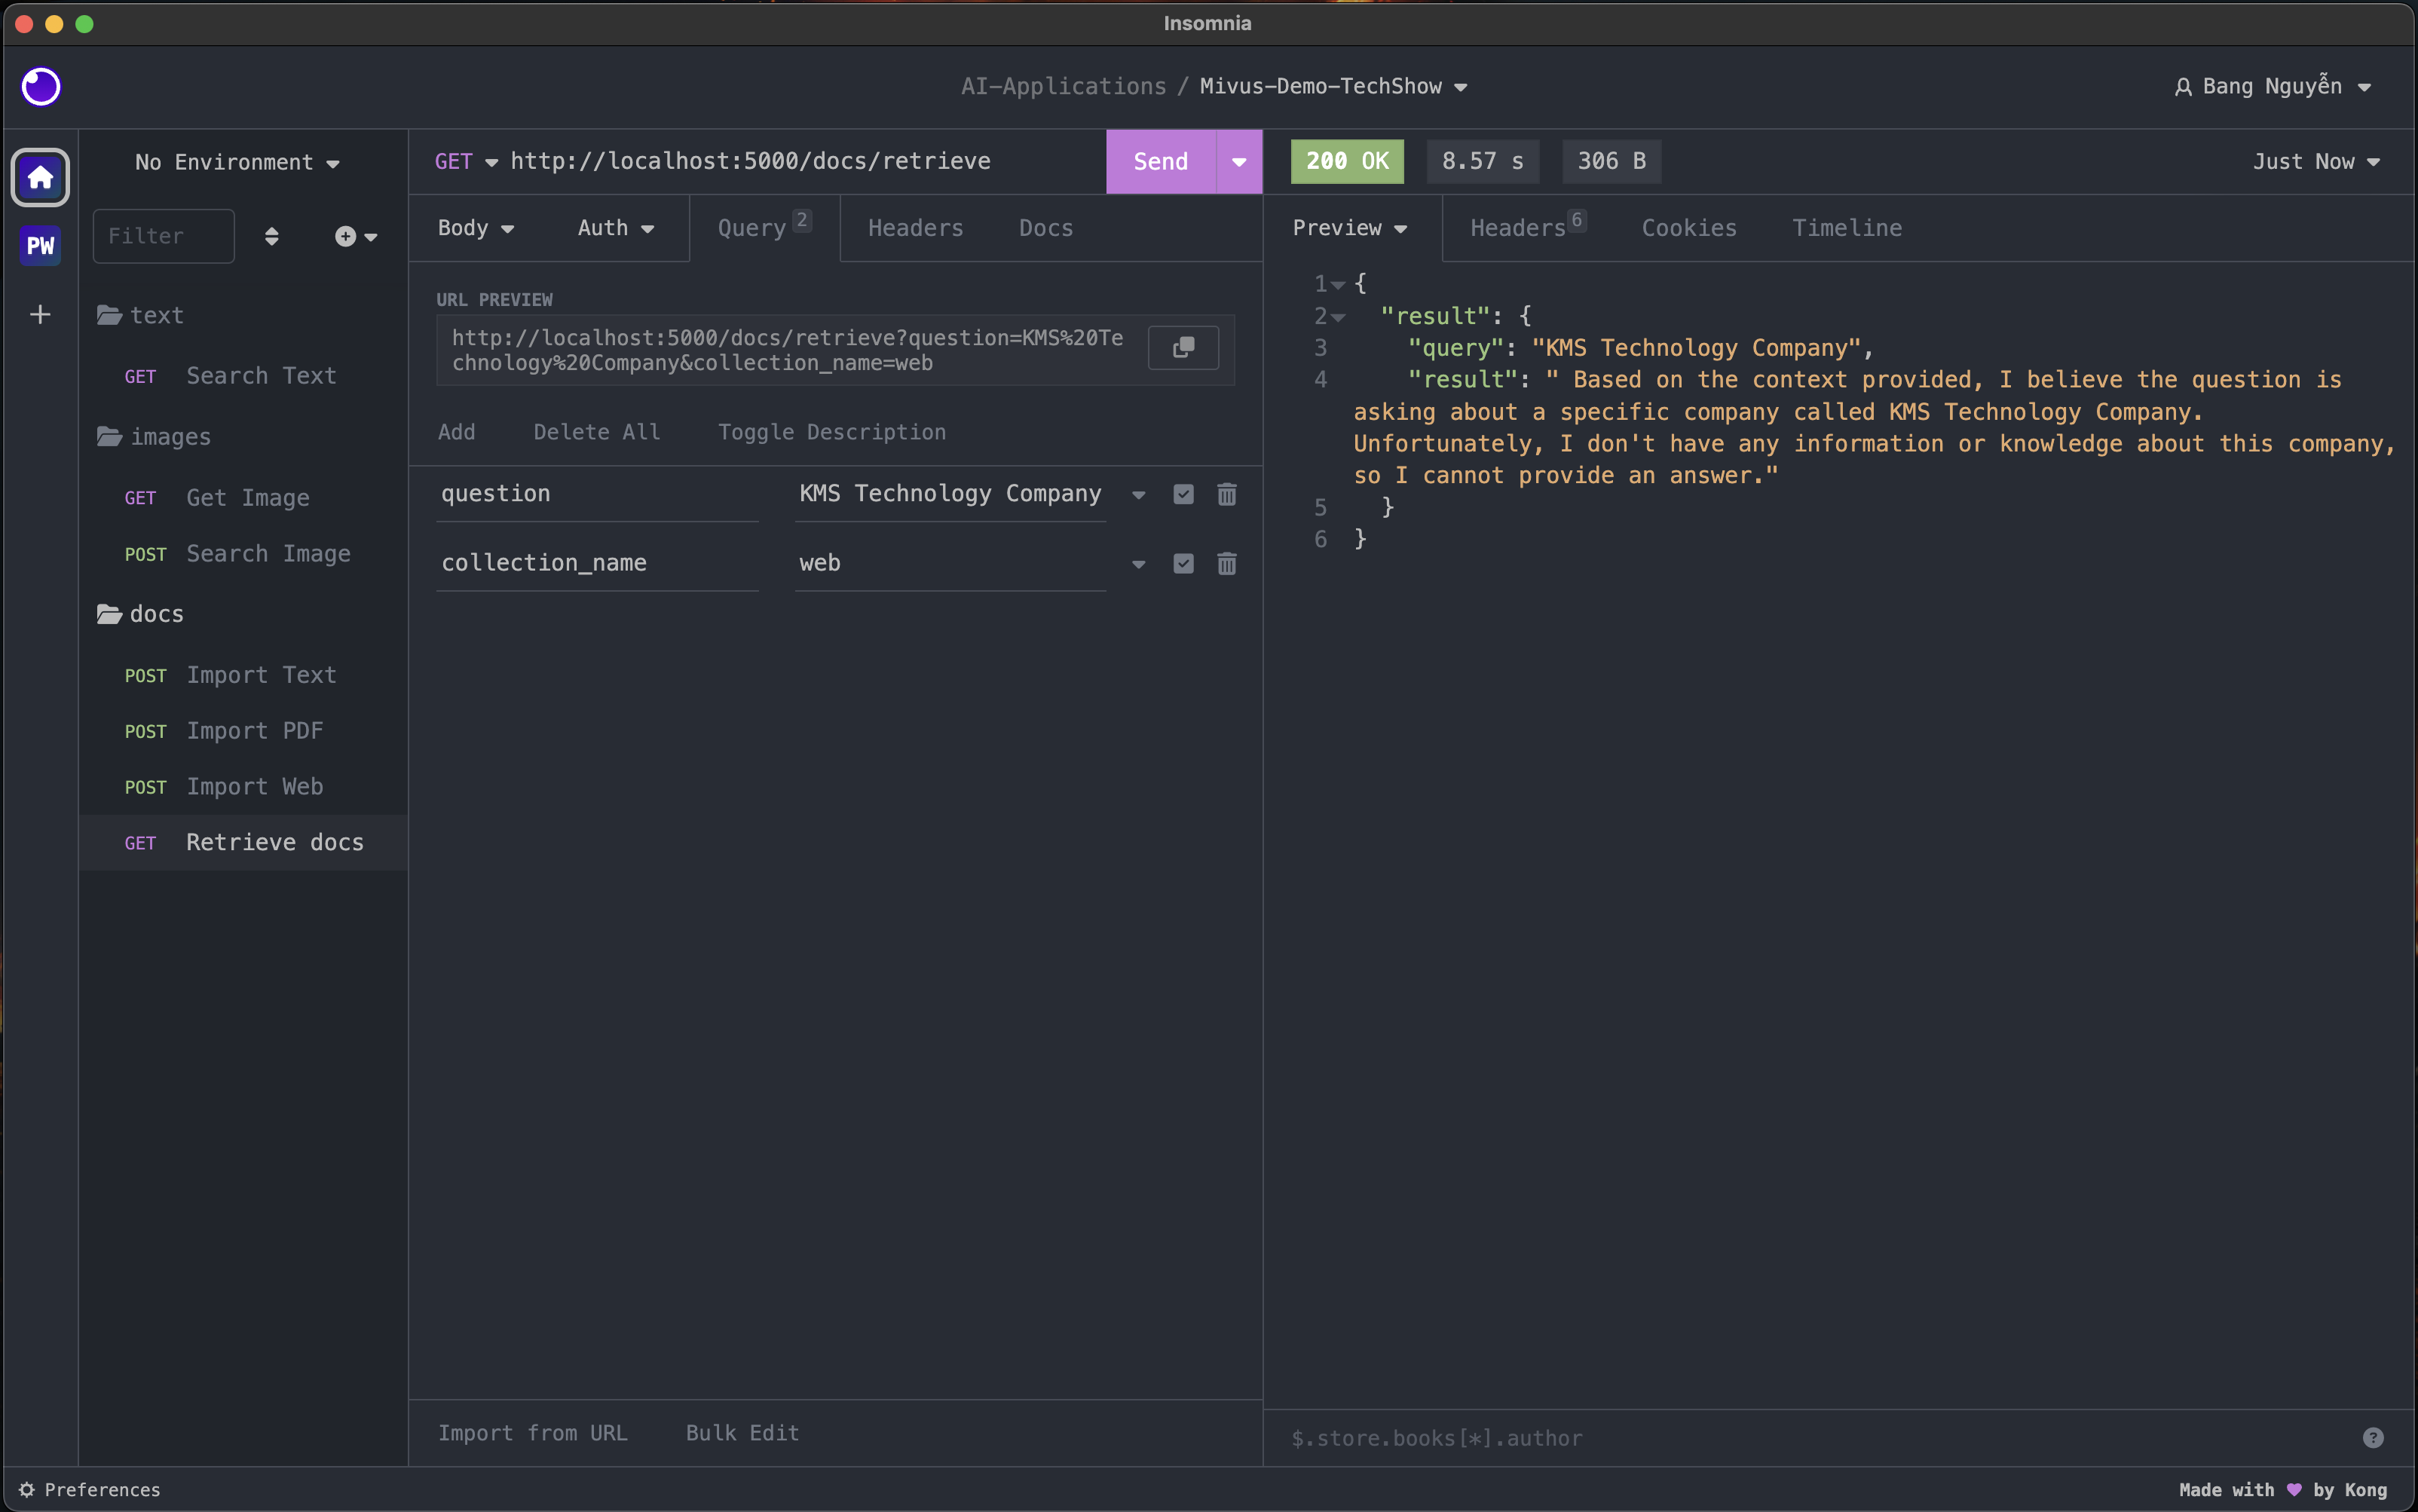 Insomnia
AI-Applications / Mivus-Demo-TechShow
Bang Nguyễn
No Environment
GET http://localhost:5000/docs/retrieve
Send
200 OK
8.57 s
306 B
Just Now
PW
Filter
Body
Auth
Query 2
Headers
Docs
Preview
Headers 6
Cookies
Timeline
text
GET Search Text
images
GET Get Image
POST Search Image
docs
POST Import Text
POST Import PDF
POST Import Web
GET Retrieve docs
URL PREVIEW
http://localhost:5000/docs/retrieve?question=KMS%20Te
chnology%20Company&collection_name=web
Add
Delete All
Toggle Description
question
KMS Technology Company
collection_name
web
Import from URL
Bulk Edit
1 {
2 "result": {
3 "query": "KMS Technology Company",
4 "result": " Based on the context provided, I believe the question is
asking about a specific company called KMS Technology Company.
Unfortunately, I don't have any information or knowledge about this company,
so I cannot provide an answer."
5 }
6 }
$.store.books[*].author
Preferences
Made with 💜 by Kong